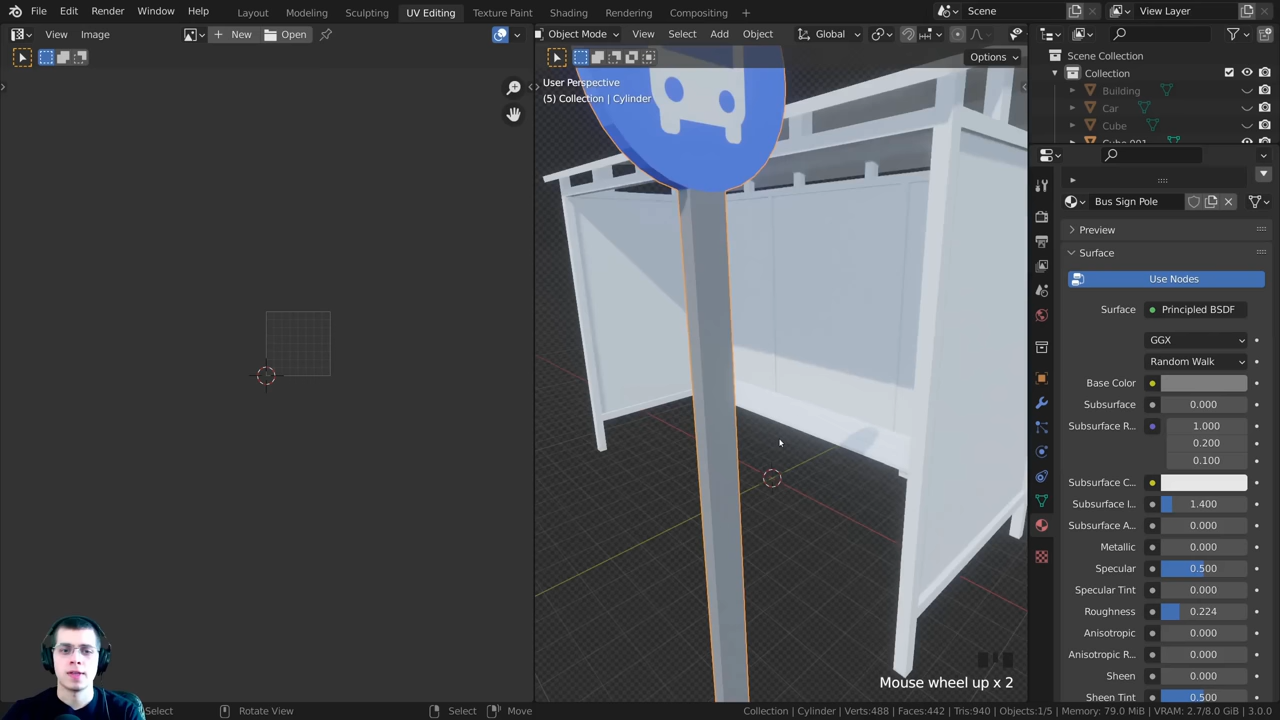 File Edit Render Window Help Layout Modeling Sculpting UV Editing Texture Paint Shading Rendering Compositing Scene View Layer
View Image New Open Object Mode View Select Add Object Global
Options
User Perspective
(5) Collection | Cylinder
Scene Collection
Collection
Building
Car
Cube
Cube.001
Bus Sign Pole
Preview
Surface
Use Nodes
Surface Principled BSDF
GGX
Random Walk
Base Color
Subsurface 0.000
Subsurface R... 1.000
0.200
0.100
Subsurface C...
Subsurface I... 1.400
Subsurface A... 0.000
Metallic 0.000
Specular 0.500
Specular Tint 0.000
Roughness 0.224
Anisotropic 0.000
Anisotropic R... 0.000
Sheen 0.000
Sheen Tint 0.500
Mouse wheel up x 2
Select Rotate View Select Move Collection | Cylinder | Verts:488 | Faces:442 | Tris:940 | Objects:1/5 | Memory: 79.0 MiB | VRAM: 2.7/8.0 GiB | 3.0.0